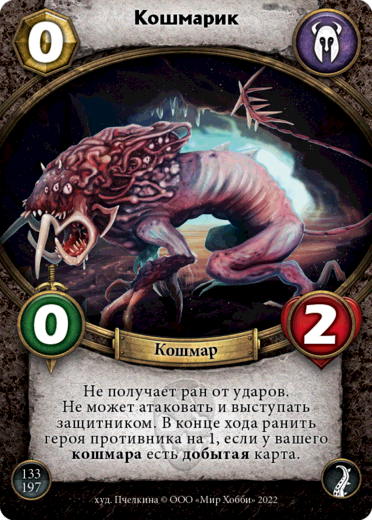 Кошмарик
0
0
2
Кошмар
Не получает ран от ударов.
Не может атаковать и выступать
защитником. В конце хода ранить
героя противника на 1, если у вашего
кошмара есть добытая карта.
133
197
худ. Пчелкина © ООО «Мир Хобби» 2022